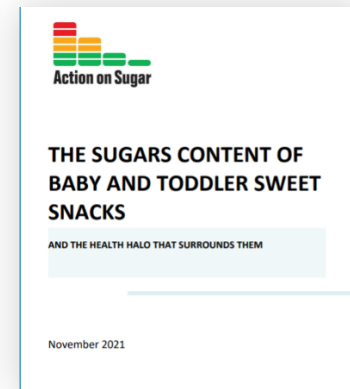 Action on Sugar
THE SUGARS CONTENT OF
BABY AND TODDLER SWEET
SNACKS
AND THE HEALTH HALO THAT SURROUNDS THEM
November 2021